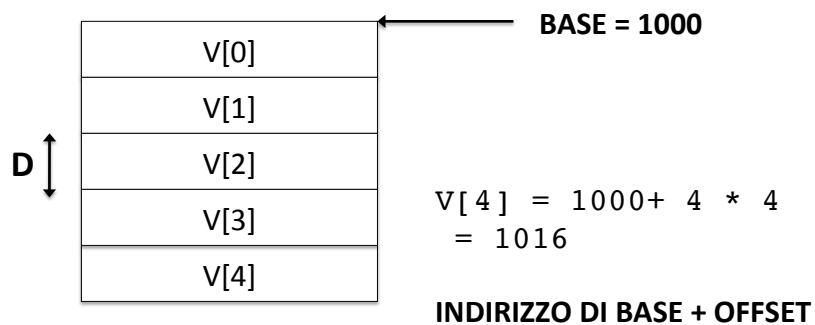 BASE = 1000
V[0]
V[1]
D
V[2]
V[3]
V[4]
V[4] = 1000+ 4 * 4
= 1016
INDIRIZZO DI BASE + OFFSET